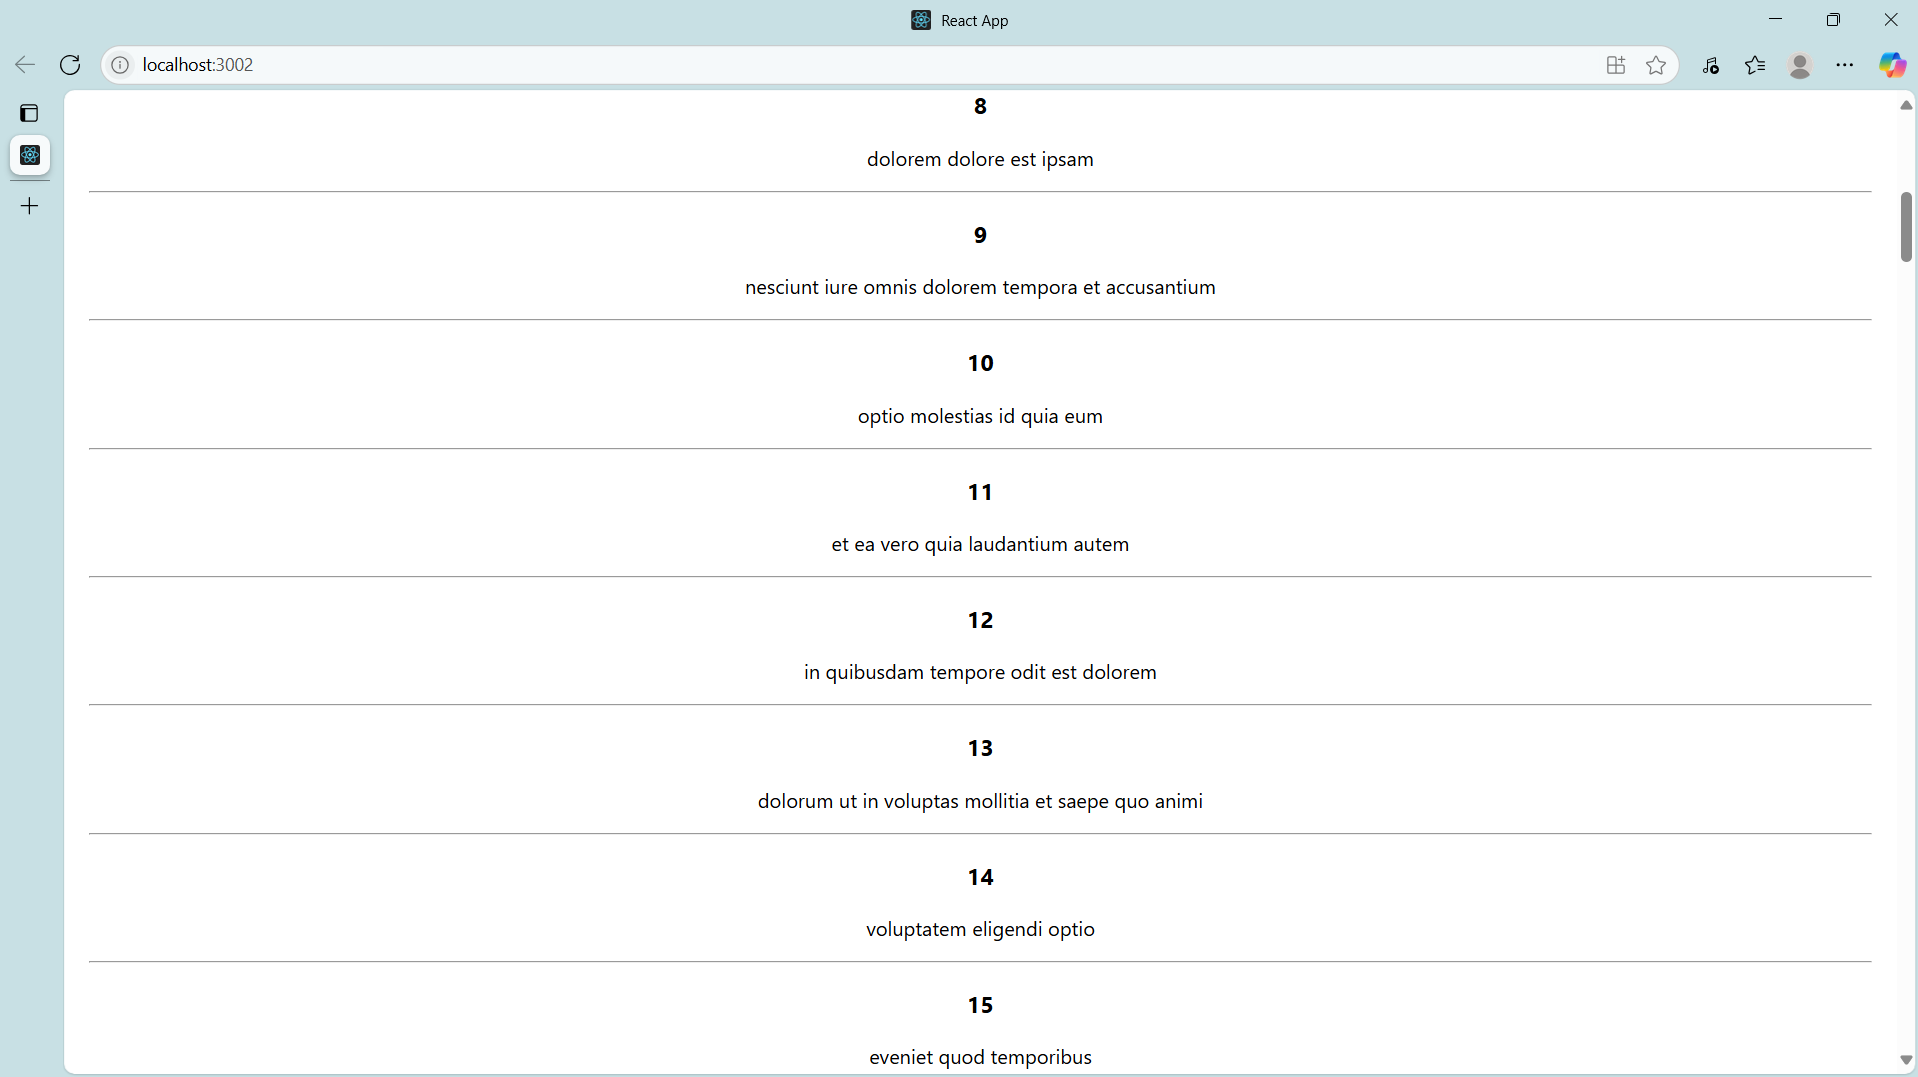 React App
localhost:3002
8
dolorem dolore est ipsam
9
nesciunt iure omnis dolorem tempora et accusantium
10
optio molestias id quia eum
11
et ea vero quia laudantium autem
12
in quibusdam tempore odit est dolorem
13
dolorum ut in voluptas mollitia et saepe quo animi
14
voluptatem eligendi optio
15
eveniet quod temporibus